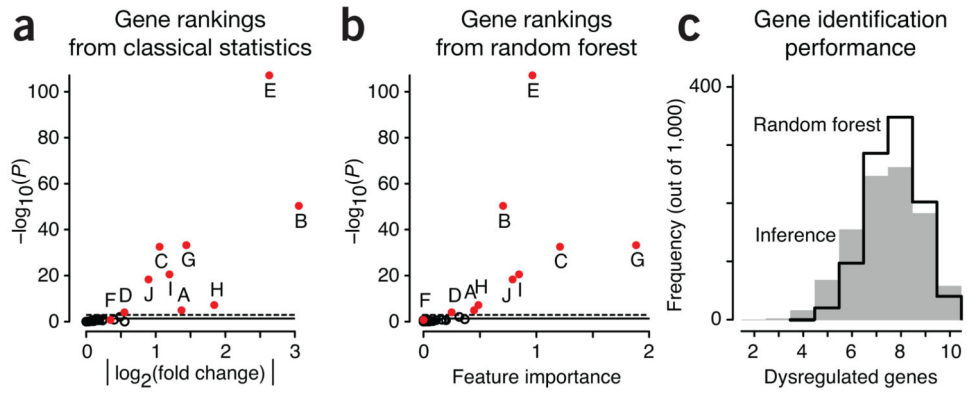 a
Gene rankings
from classical statistics
–log10(P)
100
80
60
40
20
0
E
B
C
G
I
J
A
H
D
F
0
1
2
3
|log2(fold change)|
b
Gene rankings
from random forest
–log10(P)
100
80
60
40
20
0
E
B
C
G
I
J
H
A
D
F
0
1
2
Feature importance
c
Gene identification
performance
Frequency (out of 1,000)
400
0
Random forest
Inference
2
4
6
8
10
Dysregulated genes